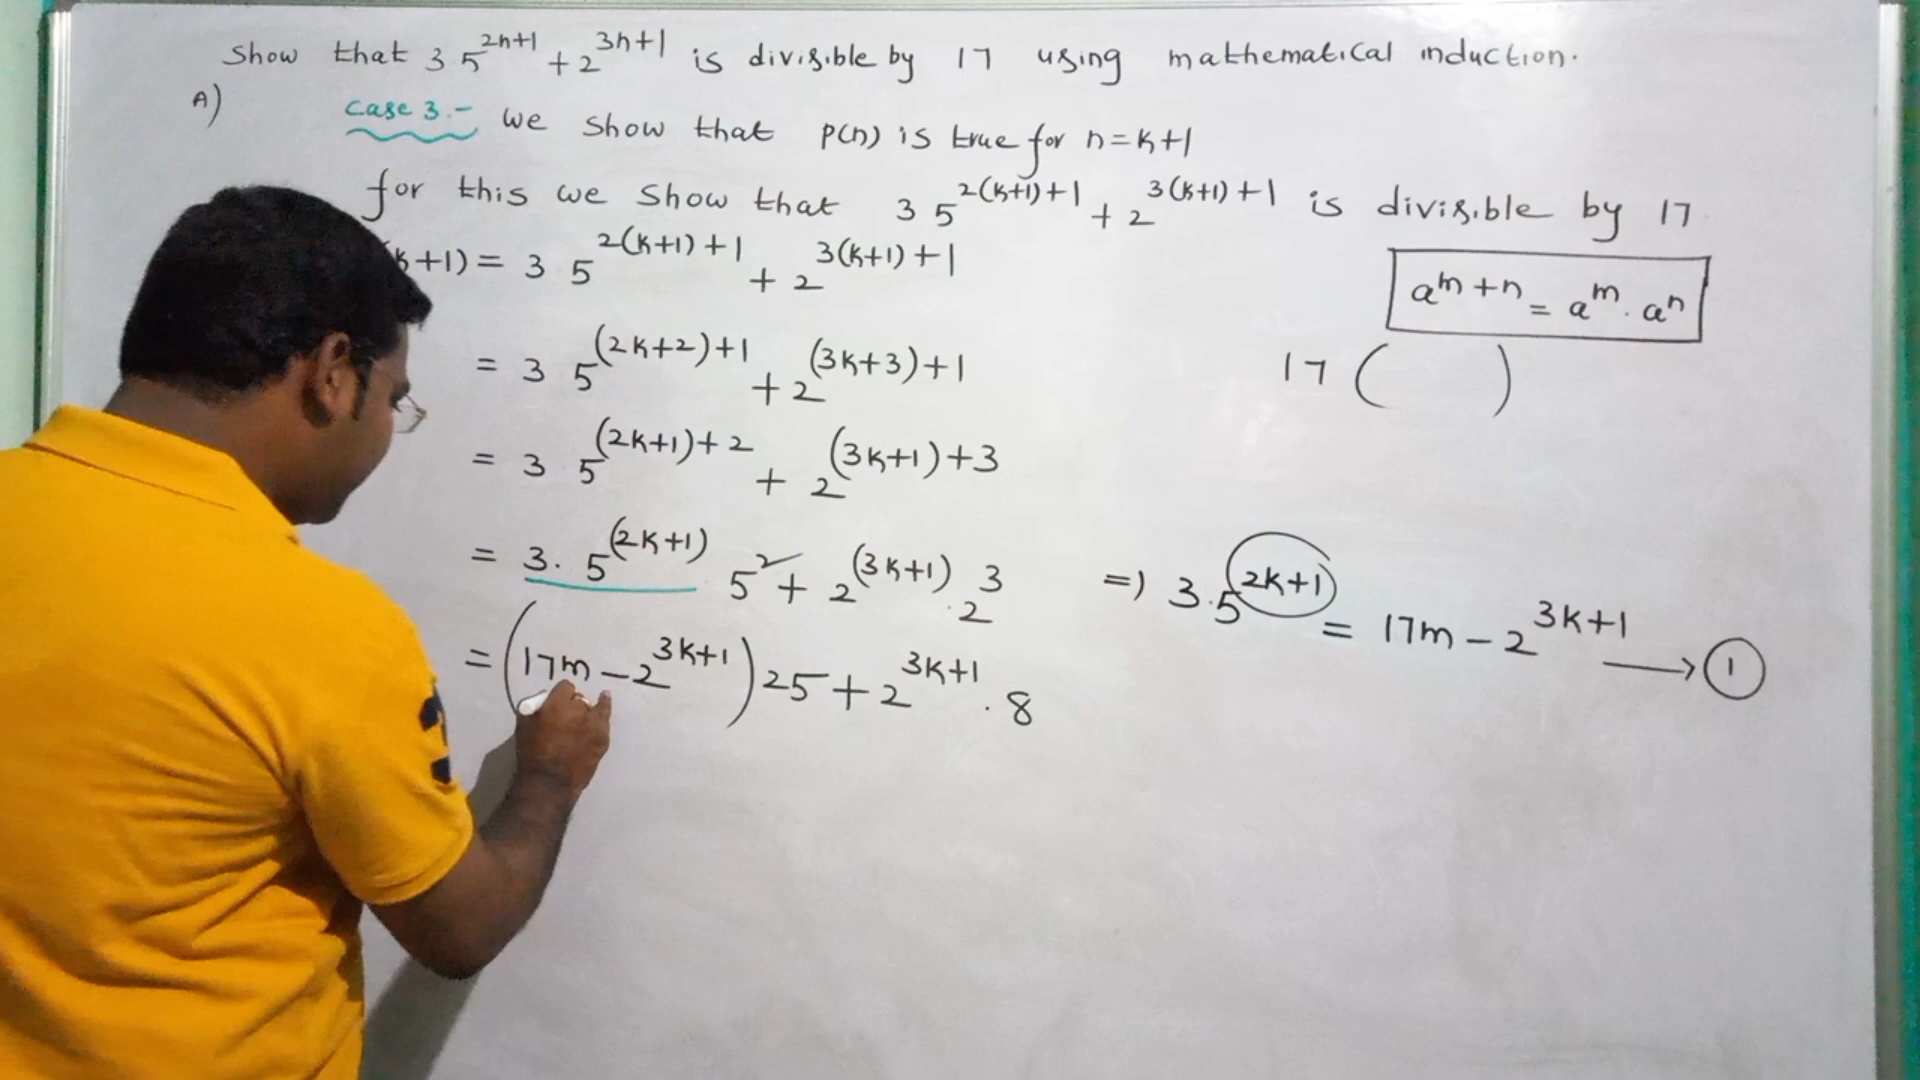 Show that 3.5^{2n+1} + 2^{3n+1} is divisible by 17 using mathematical induction.
A) Case 3:- we show that p(n) is true for n=k+1
for this we show that 3 5^{2(k+1)+1} + 2^{3(k+1)+1} is divisible by 17
k+1) = 3 5^{2(k+1)+1} + 2^{3(k+1)+1}
a^{m+n} = a^m . a^n
= 3 5^{(2k+2)+1} + 2^{(3k+3)+1}
17 ( )
= 3 5^{(2k+1)+2} + 2^{(3k+1)+3}
= 3. 5^{(2k+1)} 5^2 + 2^{(3k+1)} . 2^3
=) 3.5^{2k+1} = 17m - 2^{3k+1} → 1
= (17m - 2^{3k+1}) 25 + 2^{3k+1} . 8